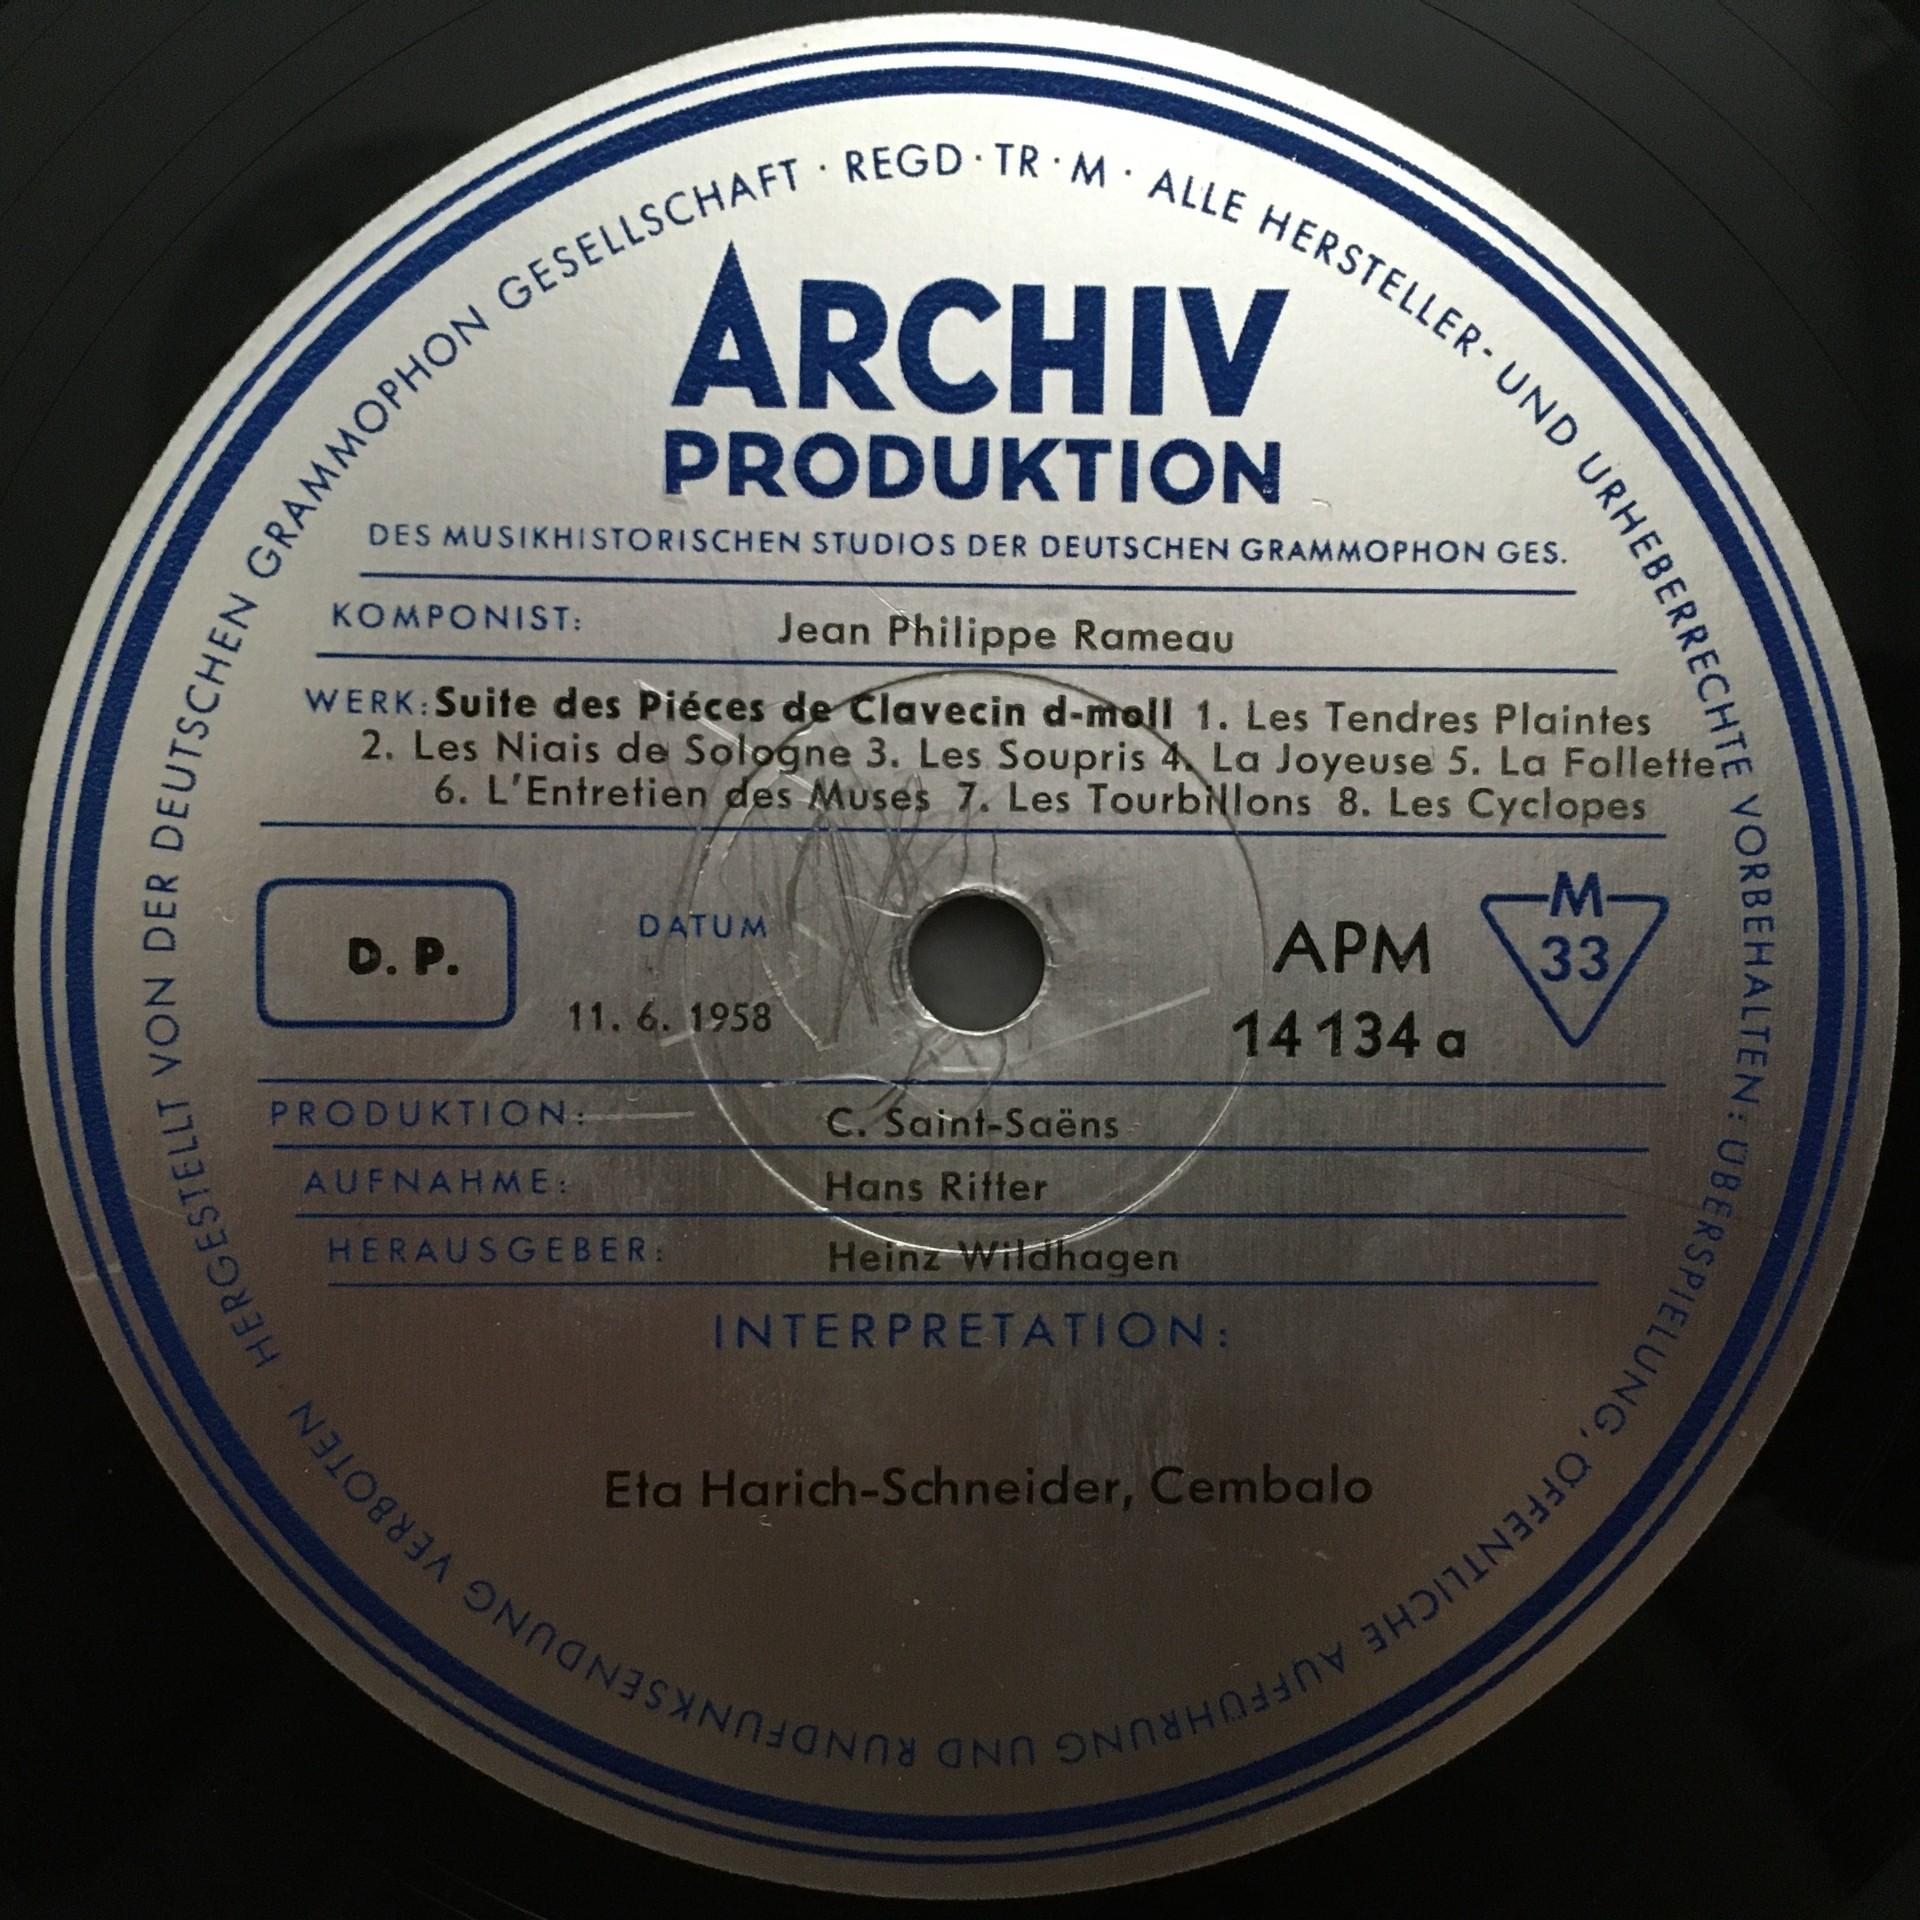 HERGESTELLT VON DER DEUTSCHEN GRAMMOPHON GESELLSCHAFT · REGD · TR · M · ALLE HERSTELLER- UND URHEBERRECHTE VORBEHALTEN: ÜBERSPIELUNG, ÖFFENTLICHE AUFFÜHRUNG UND RUNDFUNKSENDUNG VERBOTEN ·
ARCHIV
PRODUKTION
DES MUSIKHISTORISCHEN STUDIOS DER DEUTSCHEN GRAMMOPHON GES.
KOMPONIST: Jean Philippe Rameau
WERK: Suite des Piéces de Clavecin d-moll 1. Les Tendres Plaintes
2. Les Niais de Sologne 3. Les Soupris 4. La Joyeuse 5. La Follette
6. L'Entretien des Muses 7. Les Tourbillons 8. Les Cyclopes
D. P.
DATUM
11. 6. 1958
APM
14 134 a
M
33
PRODUKTION: C. Saint-Saëns
AUFNAHME: Hans Ritter
HERAUSGEBER: Heinz Wildhagen
INTERPRETATION:
Eta Harich-Schneider, Cembalo